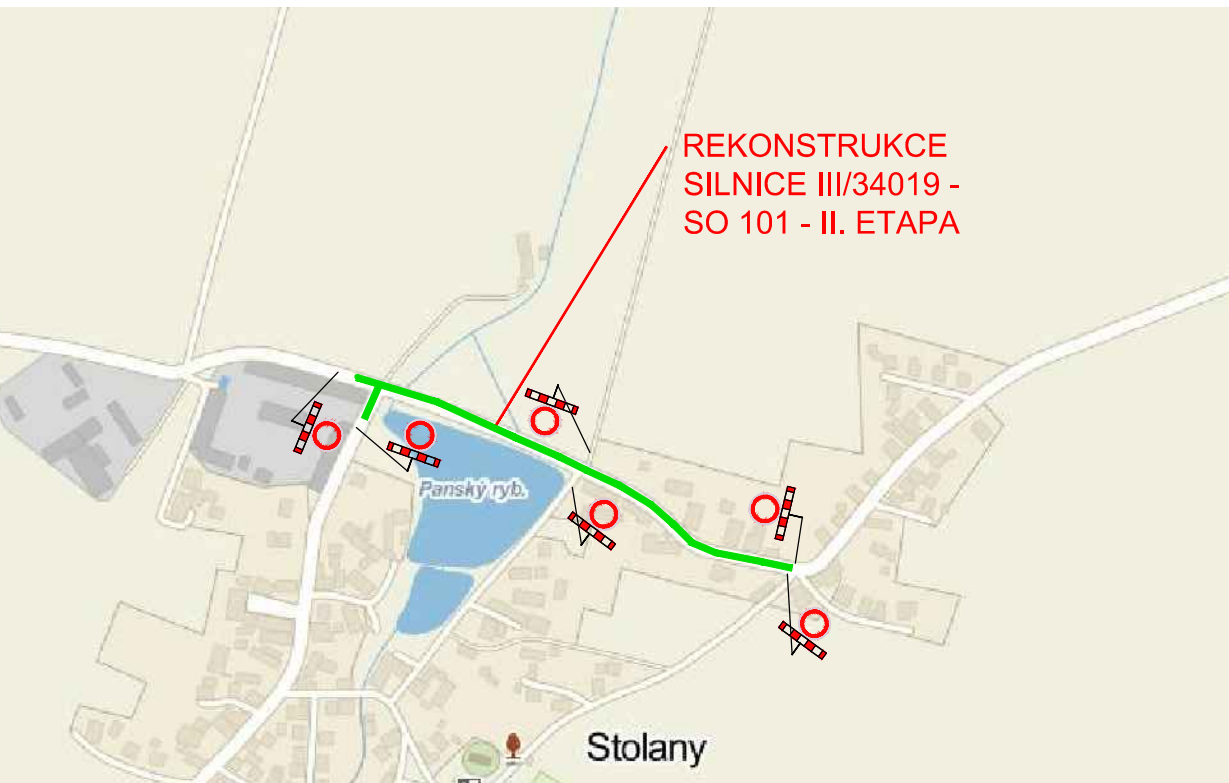 REKONSTRUKCE
SILNICE III/34019 -
SO 101 - II. ETAPA
Panský ryb.
Stolany